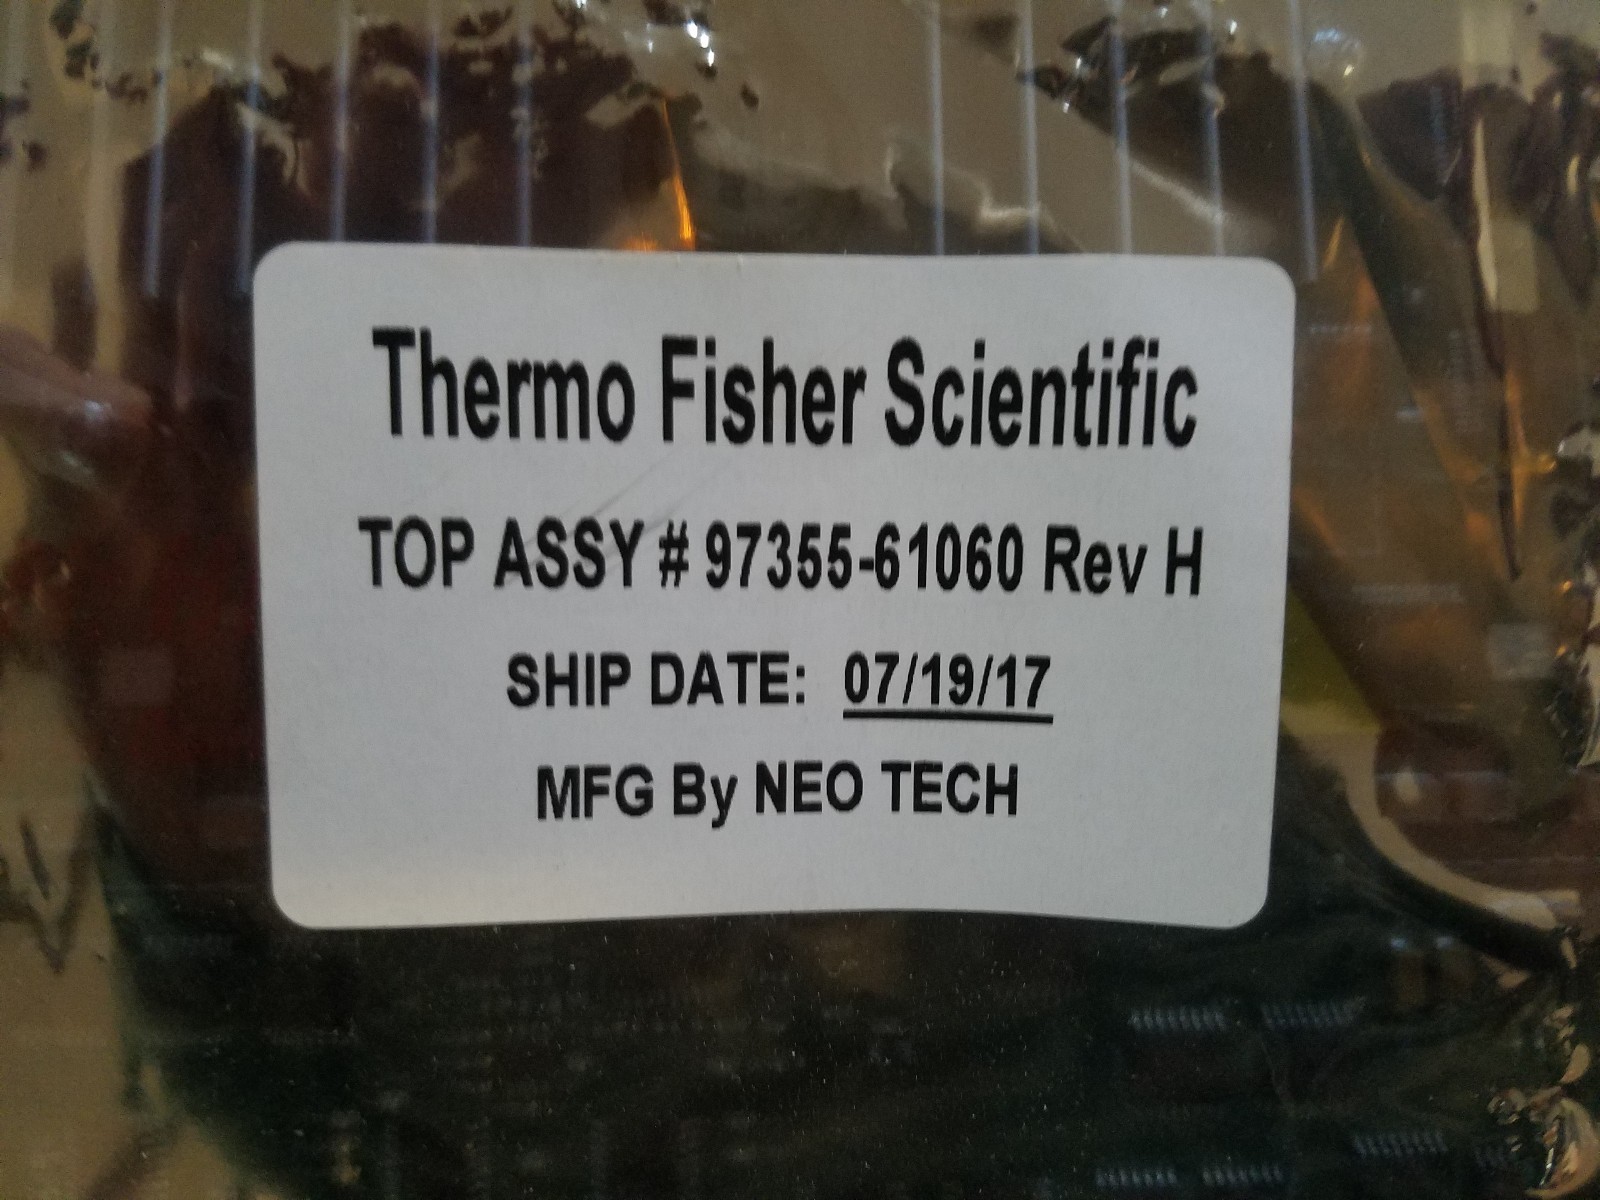 Thermo Fisher Scientific
TOP ASSY # 97355-61060 Rev H
SHIP DATE: 07/19/17
MFG By NEO TECH